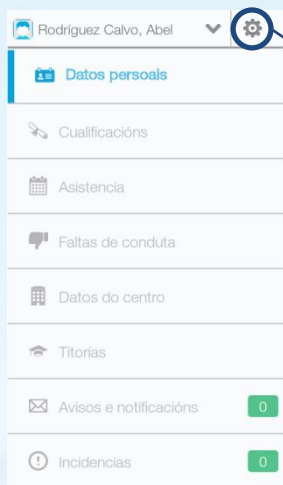 Rodríguez Calvo, Abel
Datos persoais
Cualificacións
Asistencia
Faltas de conduta
Datos do centro
Titorías
Avisos e notificacións 0
Incidencias 0